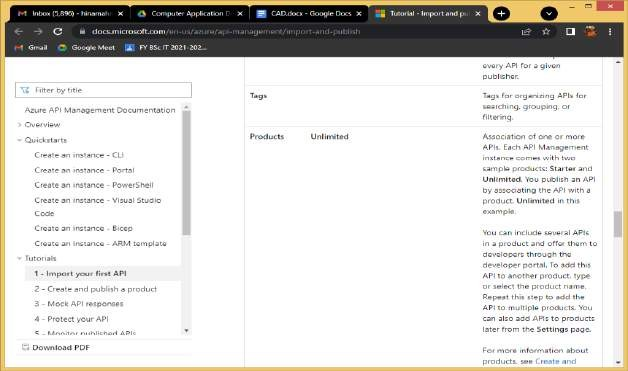 Inbox (5,896) - hinamah
Computer Application D
CAD.docx - Google Docs
Tutorial - Import and pu
docs.microsoft.com/en-us/azure/api-management/import-and-publish
Gmail
Google Meet
FY BSc IT 2021-202...
Filter by title
Azure API Management Documentation
Overview
Quickstarts
Create an instance - CLI
Create an instance - Portal
Create an instance - PowerShell
Create an instance - Visual Studio
Code
Create an instance - Bicep
Create an instance - ARM template
Tutorials
1 - Import your first API
2 - Create and publish a product
3 - Mock API responses
4 - Protect your API
5 - Monitor published APIs
Download PDF
every API for a given
publisher.
Tags
Tags for organizing APIs for
searching, grouping, or
filtering.
Products
Unlimited
Association of one or more
APIs. Each API Management
instance comes with two
sample products: Starter and
Unlimited. You publish an API
by associating the API with a
product, Unlimited in this
example.
You can include several APIs
in a product and offer them to
developers through the
developer portal. To add this
API to another product, type
or select the product name.
Repeat this step to add the
API to multiple products. You
can also add APIs to products
later from the Settings page.
For more information about
products, see Create and